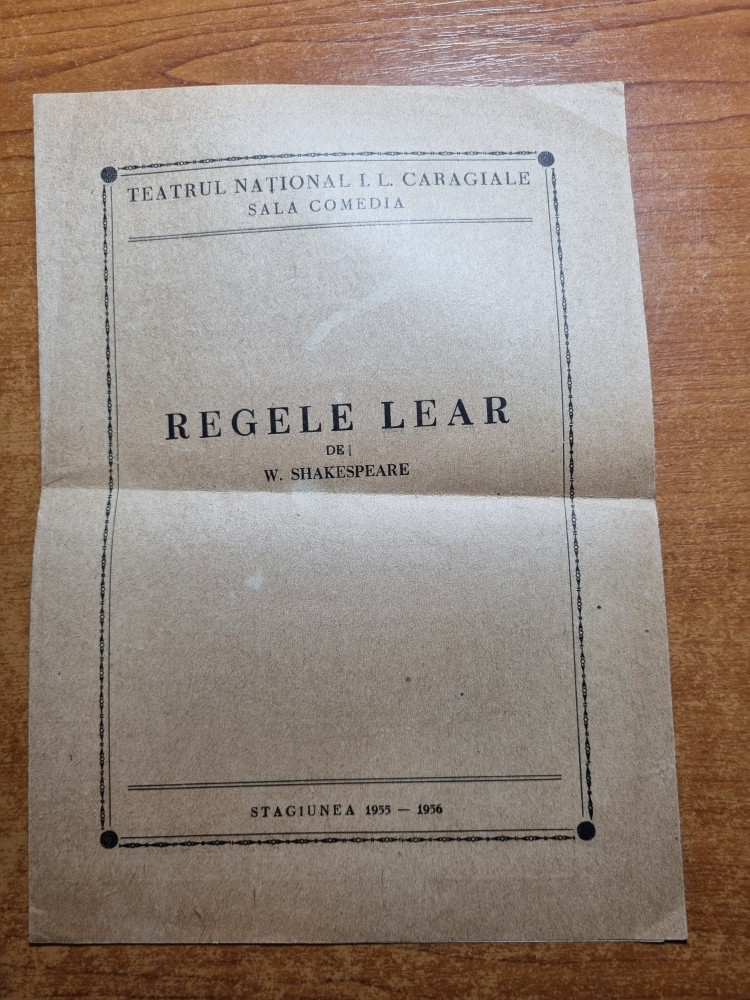 TEATRUL NAȚIONAL I. L. CARAGIALE
SALA COMEDIA
REGELE LEAR
DE
W. SHAKESPEARE
STAGIUNEA 1955 — 1956